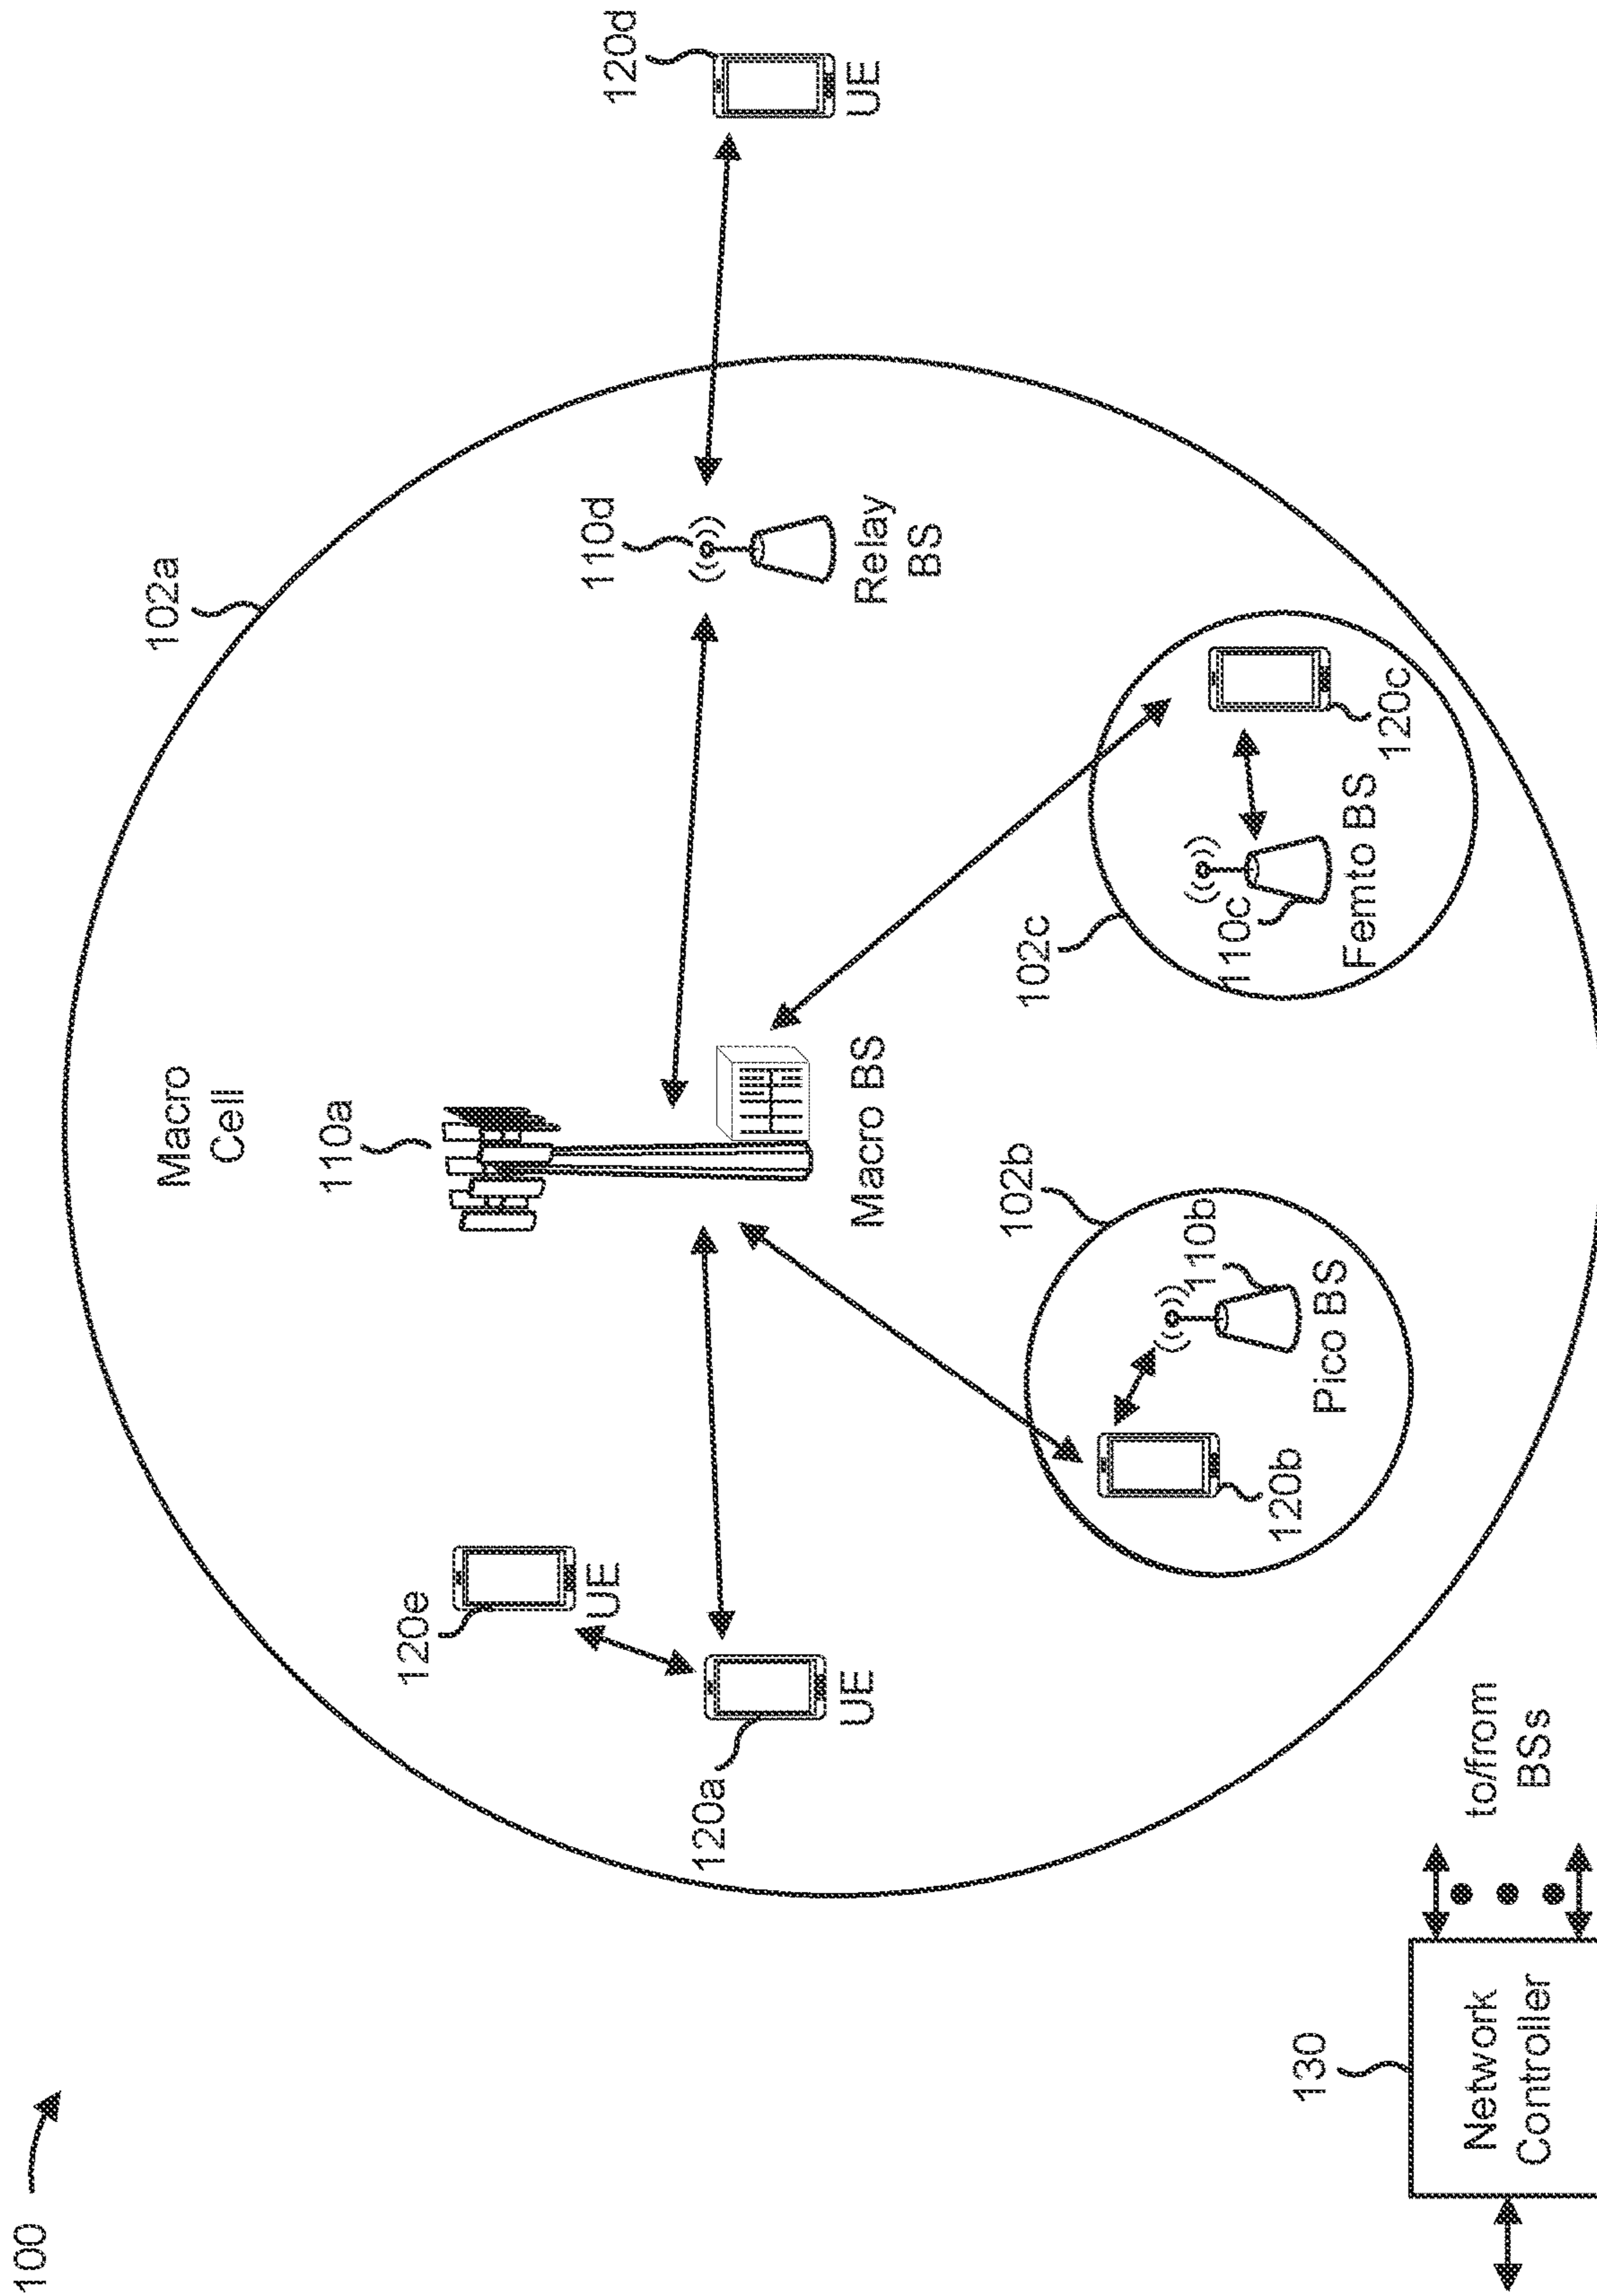 100
Macro
Cell
102a
110a
120e
UE
120a
UE
110d
Relay
BS
120d
UE
Macro BS
102b
110b
Pico BS
120b
102c
110c
Femto BS
120c
130
Network
Controller
to/from
BSs